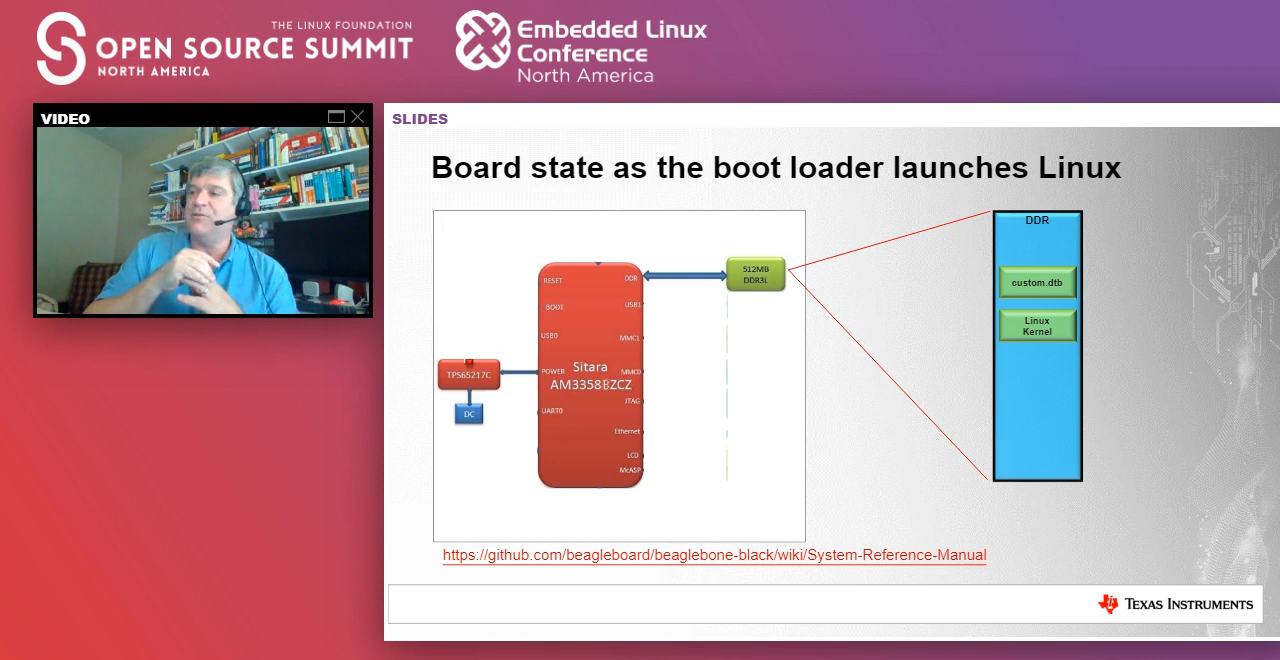 THE LINUX FOUNDATION
OPEN SOURCE SUMMIT
NORTH AMERICA
Embedded Linux
Conference
North America
VIDEO
SLIDES
Board state as the boot loader launches Linux
RESET
BOOT
USB0
POWER
UART0
Sitara
AM3358BZCZ
DDR
USB1
MMC1
MMC0
JTAG
Ethernet
LCD
McASP
TPS65217C
DC
512MB
DDR3L
DDR
custom.dtb
Linux
Kernel
https://github.com/beagleboard/beaglebone-black/wiki/System-Reference-Manual
TEXAS INSTRUMENTS